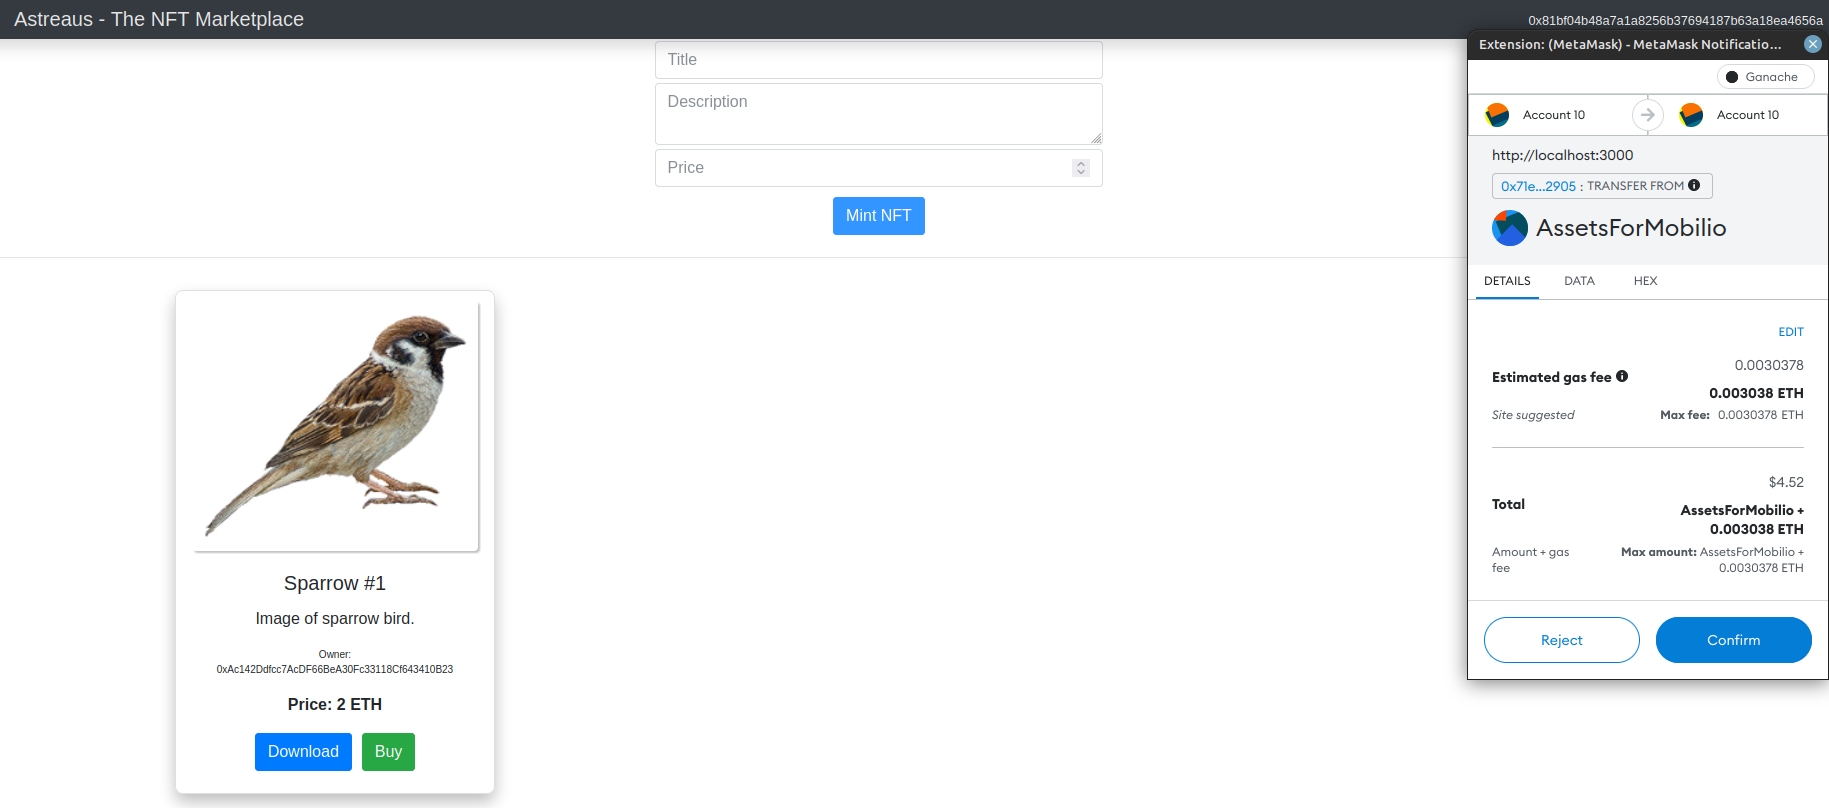 Astreaus - The NFT Marketplace
0x81bf04b48a7a1a8256b37694187b63a18ea4656a
Title
Description
Price
Mint NFT
Sparrow #1
Image of sparrow bird.
Owner:
0xAc142Ddfcc7AcDF66BeA30Fc33118Cf643410B23
Price: 2 ETH
Download
Buy
Extension: (MetaMask) - MetaMask Notificatio...
Ganache
Account 10
Account 10
http://localhost:3000
0x71e...2905 : TRANSFER FROM
AssetsForMobilio
DETAILS
DATA
HEX
EDIT
0.0030378
Estimated gas fee
0.003038 ETH
Site suggested
Max fee: 0.0030378 ETH
$4.52
Total
AssetsForMobilio +
0.003038 ETH
Amount + gas
fee
Max amount: AssetsForMobilio +
0.0030378 ETH
Reject
Confirm